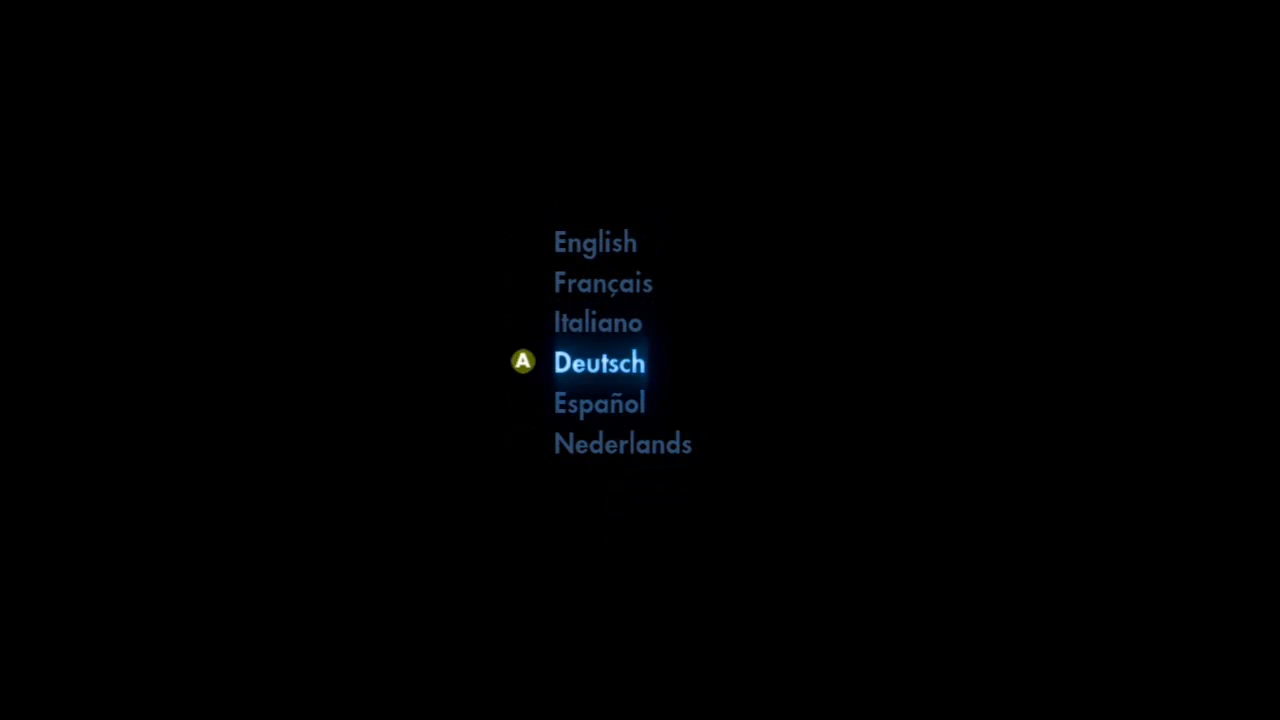 English
Français
Italiano
A Deutsch
Español
Nederlands